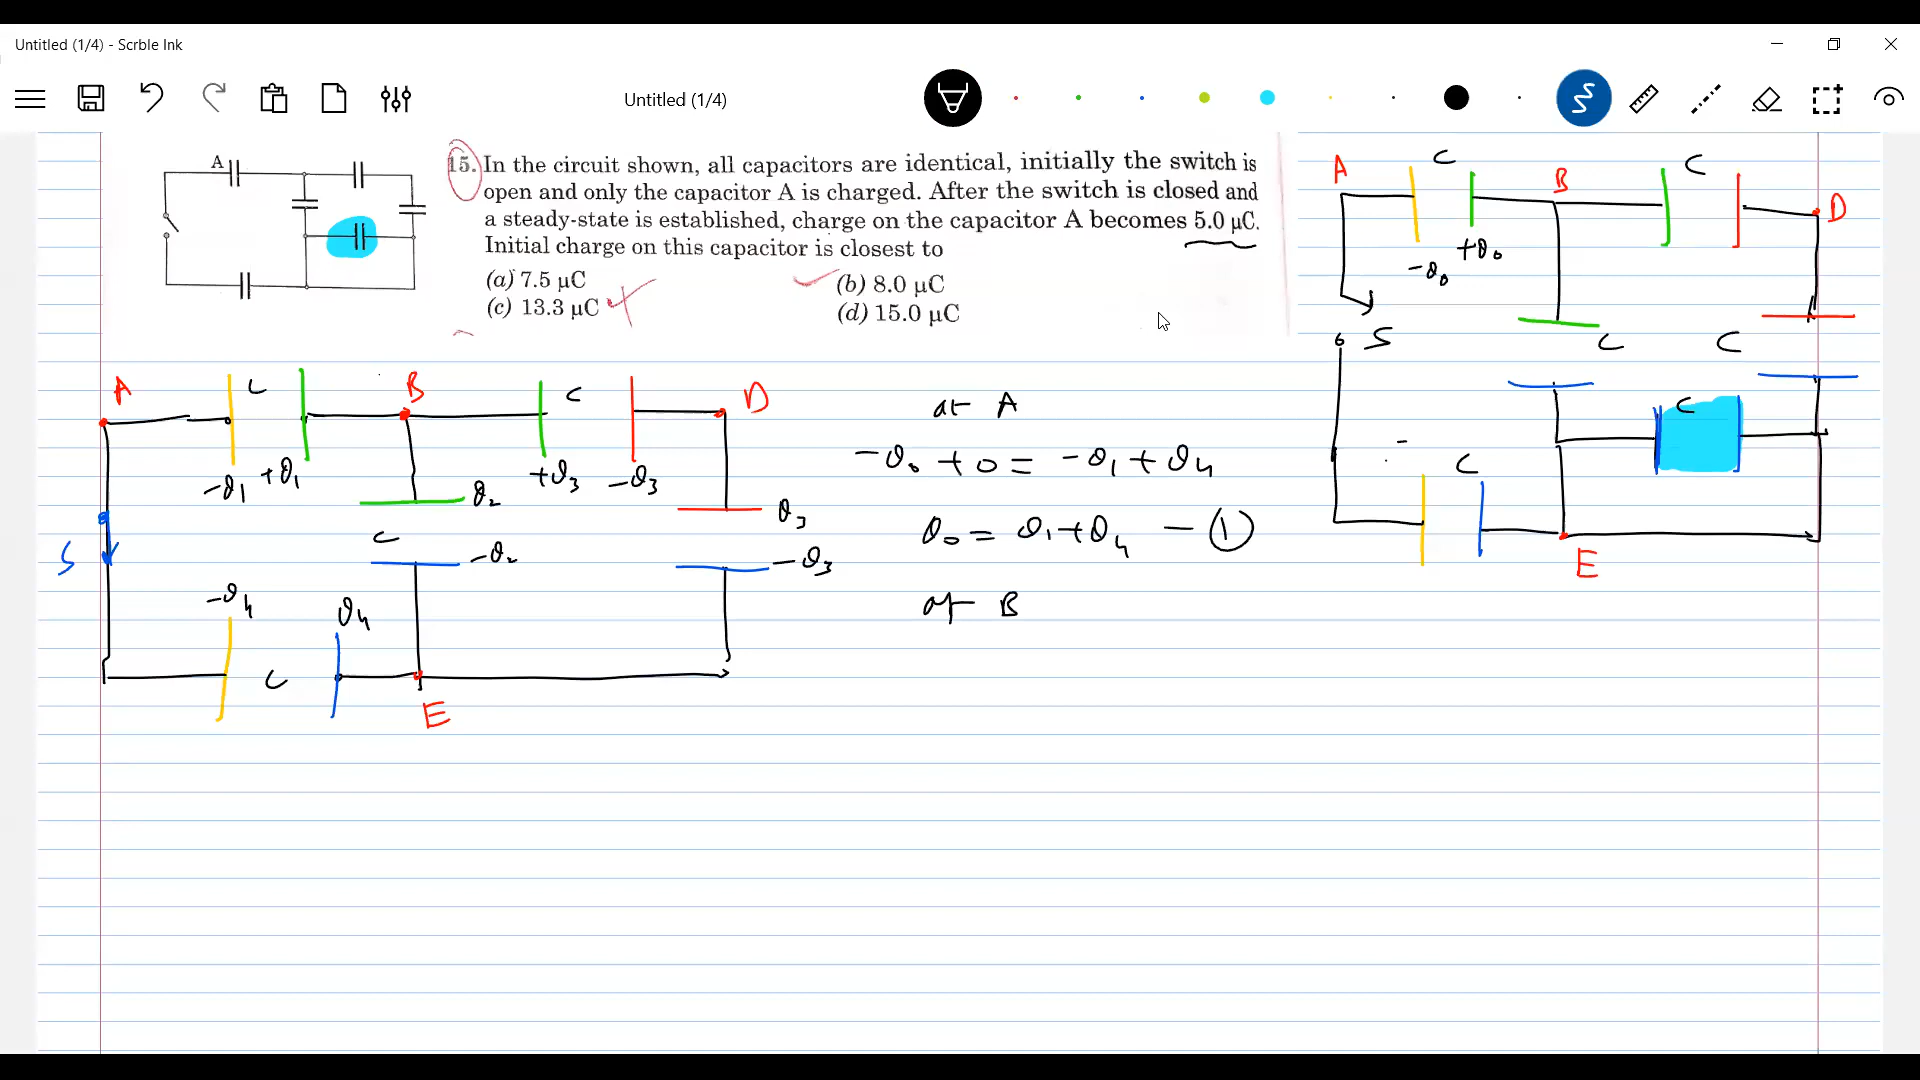 Untitled (1/4) - Scrble Ink
Untitled (1/4)
A
15. In the circuit shown, all capacitors are identical, initially the switch is
open and only the capacitor A is charged. After the switch is closed and
a steady-state is established, charge on the capacitor A becomes 5.0 μC.
Initial charge on this capacitor is closest to
(a) 7.5 μC
(b) 8.0 μC
(c) 13.3 μC
(d) 15.0 μC
A C B C D
-Q₀ +Q₀
S C C
C
C
E
A C B C D
-Q₁ +Q₁ Q₂ +Q₃ -Q₃ Q₃
S C -Q₂ -Q₃
-Q₄ Q₄
C
E
at A
-Q₀ + 0 = -Q₁ + Q₄
Q₀ = Q₁ + Q₄ - (1)
at B